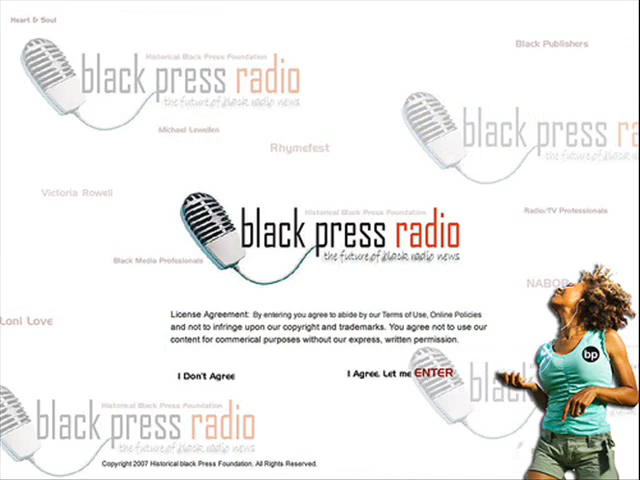 Heart & Soul
Black Publishers
Historical Black Press Foundation
black press radio
the future of black radio news
black press ra
the future of black radio
Michael Lewellen
Rhymefest
Victoria Rowell
Radio/TV Professionals
Historical Black Press Foundation
black press radio
the future of black radio news
Black Media Professionals
NABOB
Loni Love
License Agreement: By entering you agree to abide by our Terms of Use, Online Policies
and not to infringe upon our copyright and trademarks. You agree not to use our
content for commerical purposes without our express, written permission.
I Don't Agree
I Agree, Let me ENTER
bp
black
Historical Black Press Foundation
black press radio
the future of black radio news
Copyright 2007 Historical black Press Foundation. All Rights Reserved.